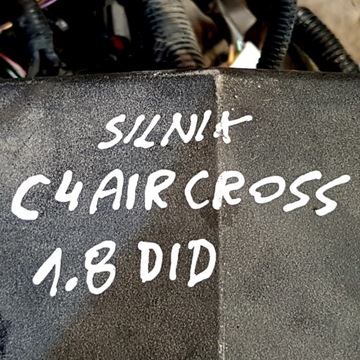 SILNIK
C4 AIRCROSS
1.8 DID